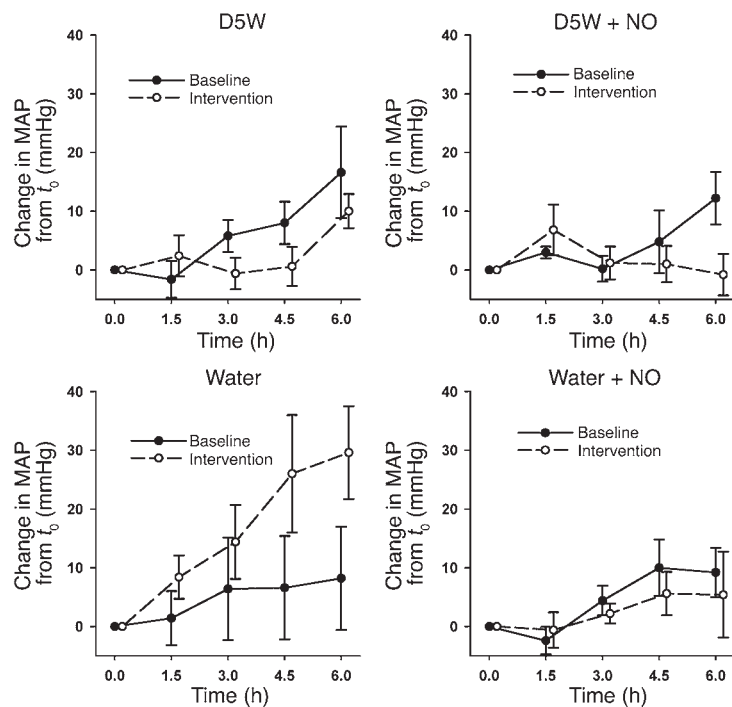 D5W
40
30
20
10
0
Change in MAP
from t0 (mmHg)
Baseline
Intervention
0.0 1.5 3.0 4.5 6.0
Time (h)
D5W + NO
40
30
20
10
0
Change in MAP
from t0 (mmHg)
Baseline
Intervention
0.0 1.5 3.0 4.5 6.0
Time (h)
Water
40
30
20
10
0
Change in MAP
from t0 (mmHg)
Baseline
Intervention
0.0 1.5 3.0 4.5 6.0
Time (h)
Water + NO
40
30
20
10
0
Change in MAP
from t0 (mmHg)
Baseline
Intervention
0.0 1.5 3.0 4.5 6.0
Time (h)